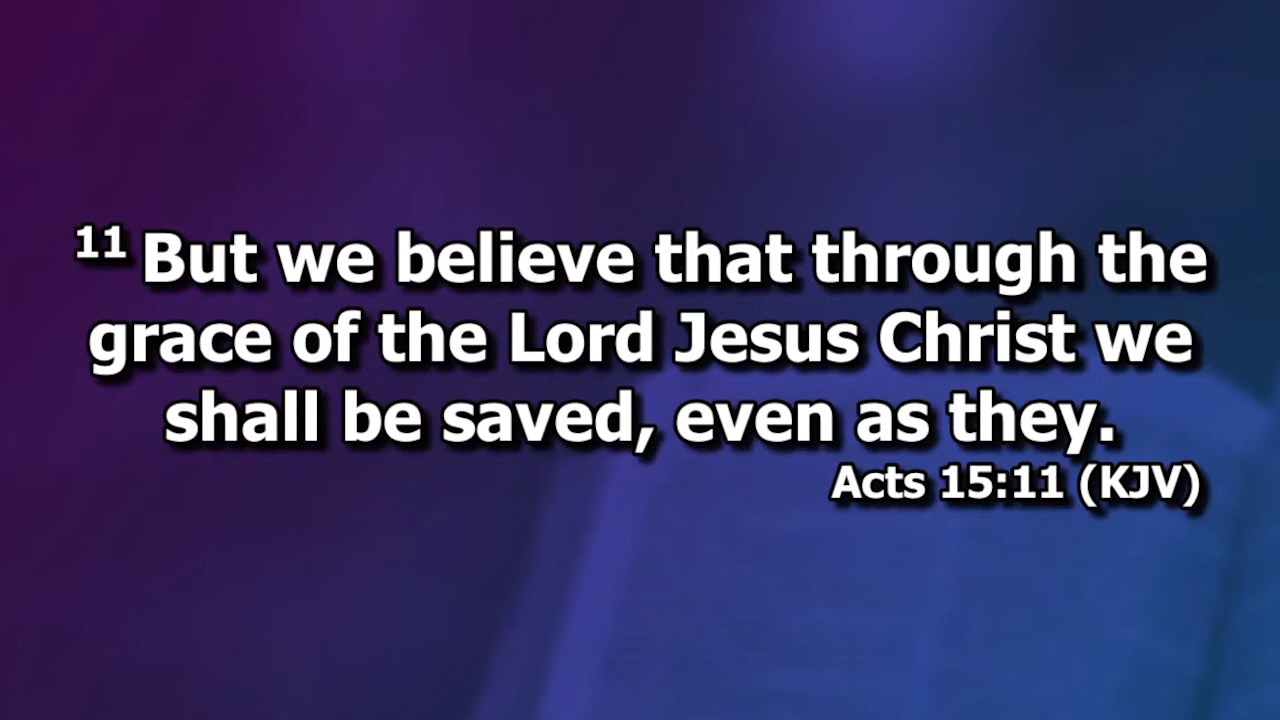 11 But we believe that through the
grace of the Lord Jesus Christ we
shall be saved, even as they.
Acts 15:11 (KJV)